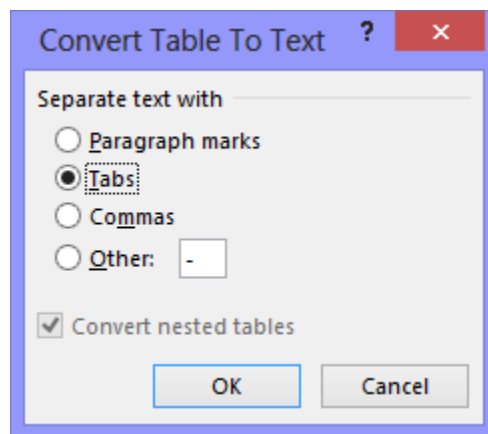 Convert Table To Text ? ×
Separate text with
Paragraph marks
Tabs
Commas
Other: -
Convert nested tables
OK Cancel